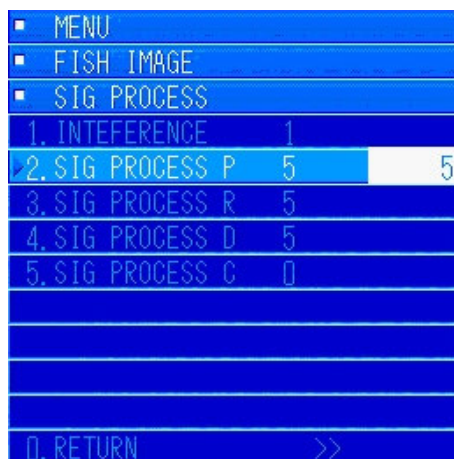 MENU
FISH IMAGE
SIG PROCESS
1. INTEFERENCE 1
2. SIG PROCESS P 5 5
3. SIG PROCESS R 5
4. SIG PROCESS D 5
5. SIG PROCESS C 0
0. RETURN >>